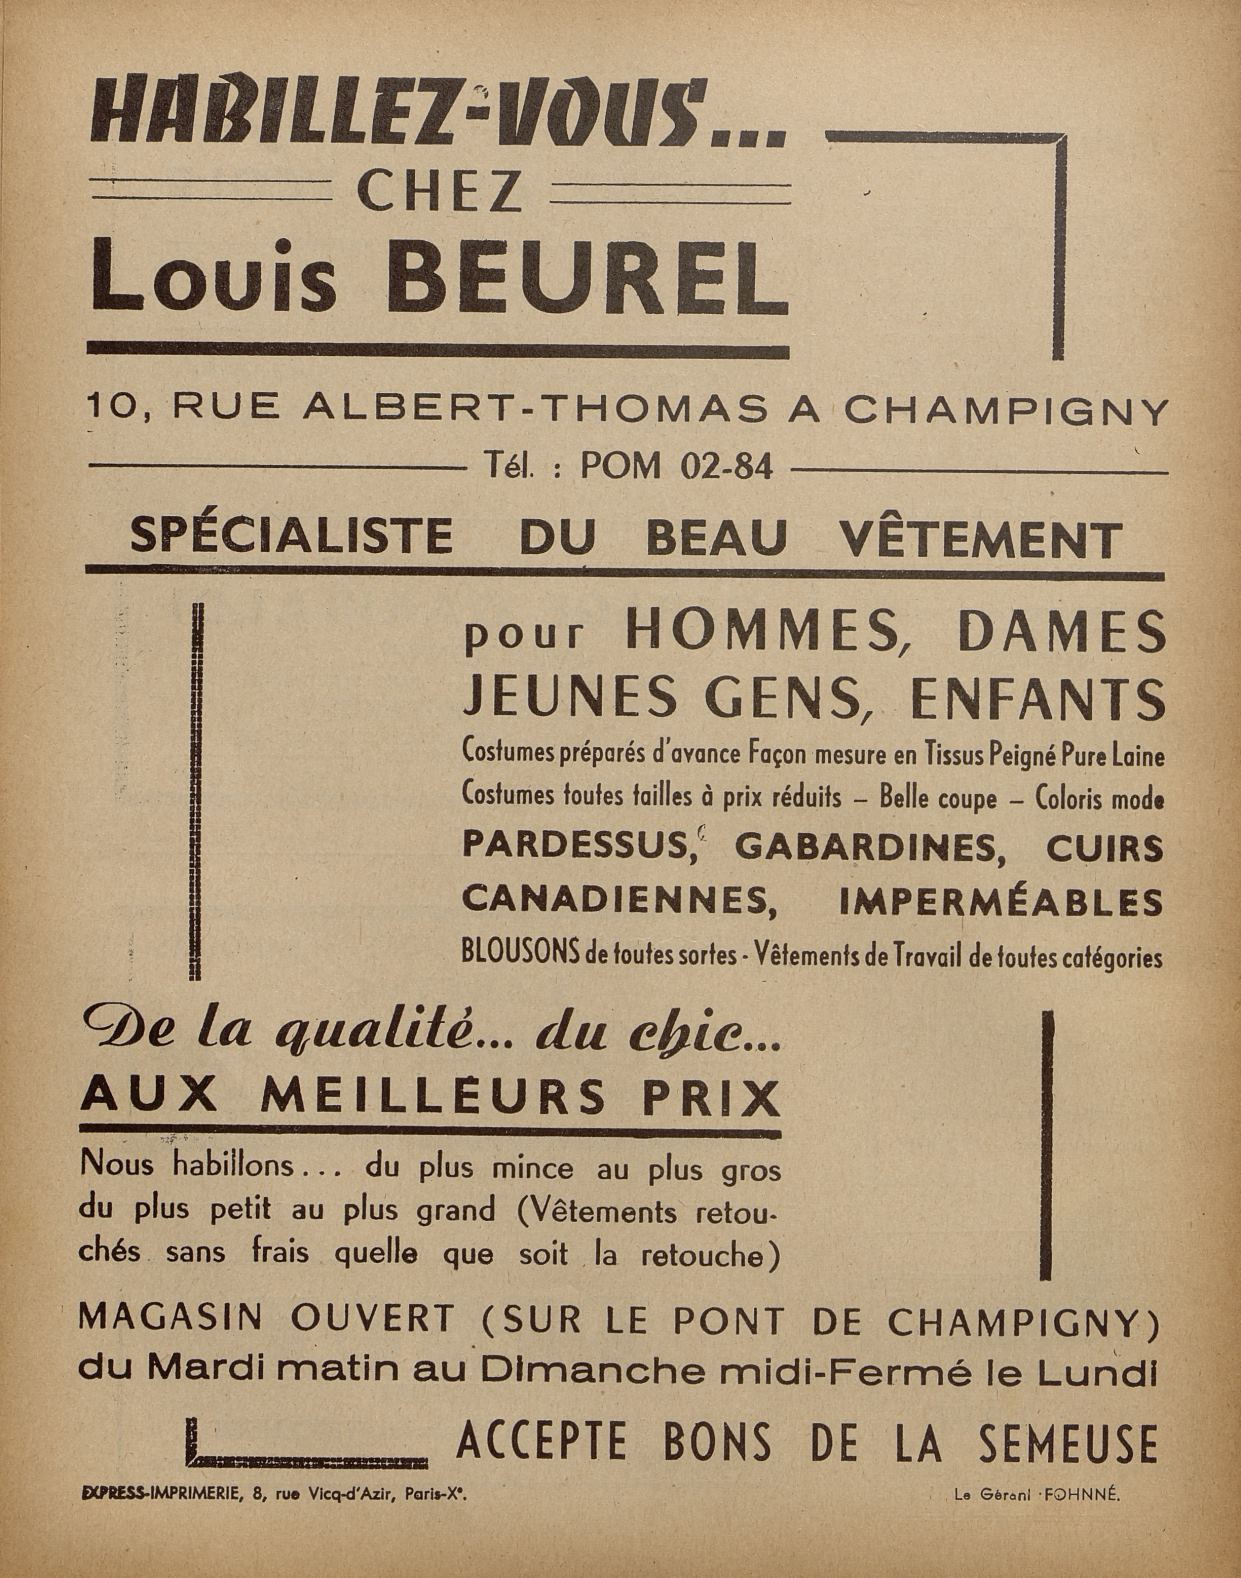 HABILLEZ-VOUS...
CHEZ
Louis BEUREL
10, RUE ALBERT-THOMAS A CHAMPIGNY
Tél. : POM 02-84
SPÉCIALISTE DU BEAU VÊTEMENT
pour HOMMES, DAMES
JEUNES GENS, ENFANTS
Costumes préparés d'avance Façon mesure en Tissus Peigné Pure Laine
Costumes toutes tailles à prix réduits – Belle coupe – Coloris mode
PARDESSUS, GABARDINES, CUIRS
CANADIENNES, IMPERMÉABLES
BLOUSONS de toutes sortes - Vêtements de Travail de toutes catégories
De la qualité... du chic...
AUX MEILLEURS PRIX
Nous habillons... du plus mince au plus gros
du plus petit au plus grand (Vêtements retou-
chés sans frais quelle que soit la retouche)
MAGASIN OUVERT (SUR LE PONT DE CHAMPIGNY)
du Mardi matin au Dimanche midi-Fermé le Lundi
ACCEPTE BONS DE LA SEMEUSE
EXPRESS-IMPRIMERIE, 8, rue Vicq-d'Azir, Paris-Xe.
Le Gérant · FOHNNÉ.